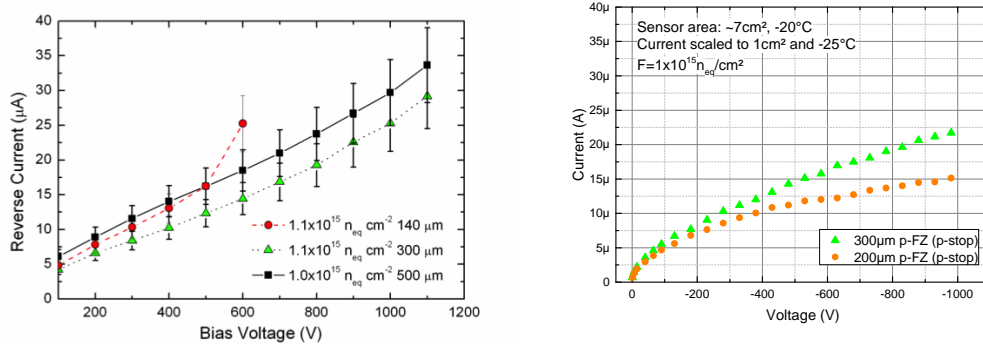 40
35
30
25
20
15
10
5
0
Reverse Current (μA)
200 400 600 800 1000 1200
Bias Voltage (V)
1.1x10¹⁵ n_eq cm⁻² 140 μm
1.1x10¹⁵ n_eq cm⁻² 300 μm
1.0x10¹⁵ n_eq cm⁻² 500 μm
40µ
35µ
30µ
25µ
20µ
15µ
10µ
5µ
0
Current (A)
Sensor area: ~7cm², -20°C
Current scaled to 1cm² and -25°C
F=1x10¹⁵n_eq/cm²
300µm p-FZ (p-stop)
200µm p-FZ (p-stop)
0 -200 -400 -600 -800 -1000
Voltage (V)